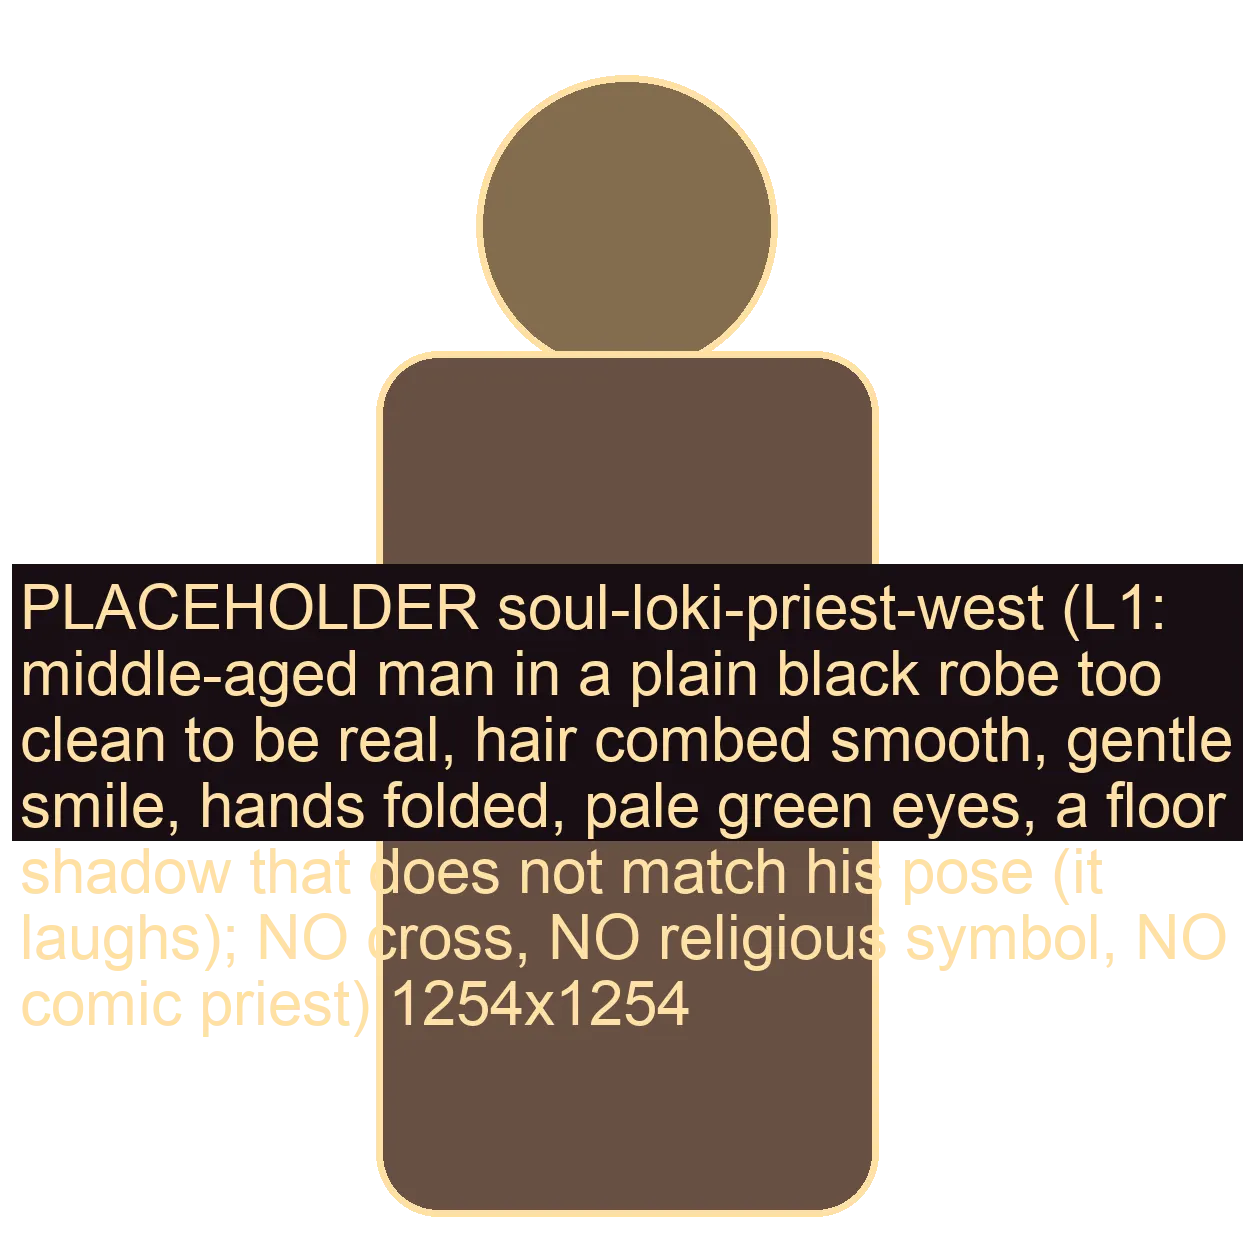 PLACEHOLDER soul-loki-priest-west (L1:
middle-aged man in a plain black robe too
clean to be real, hair combed smooth, gentle
smile, hands folded, pale green eyes, a floor
shadow that does not match his pose (it
laughs); NO cross, NO religious symbol, NO
comic priest) 1254x1254